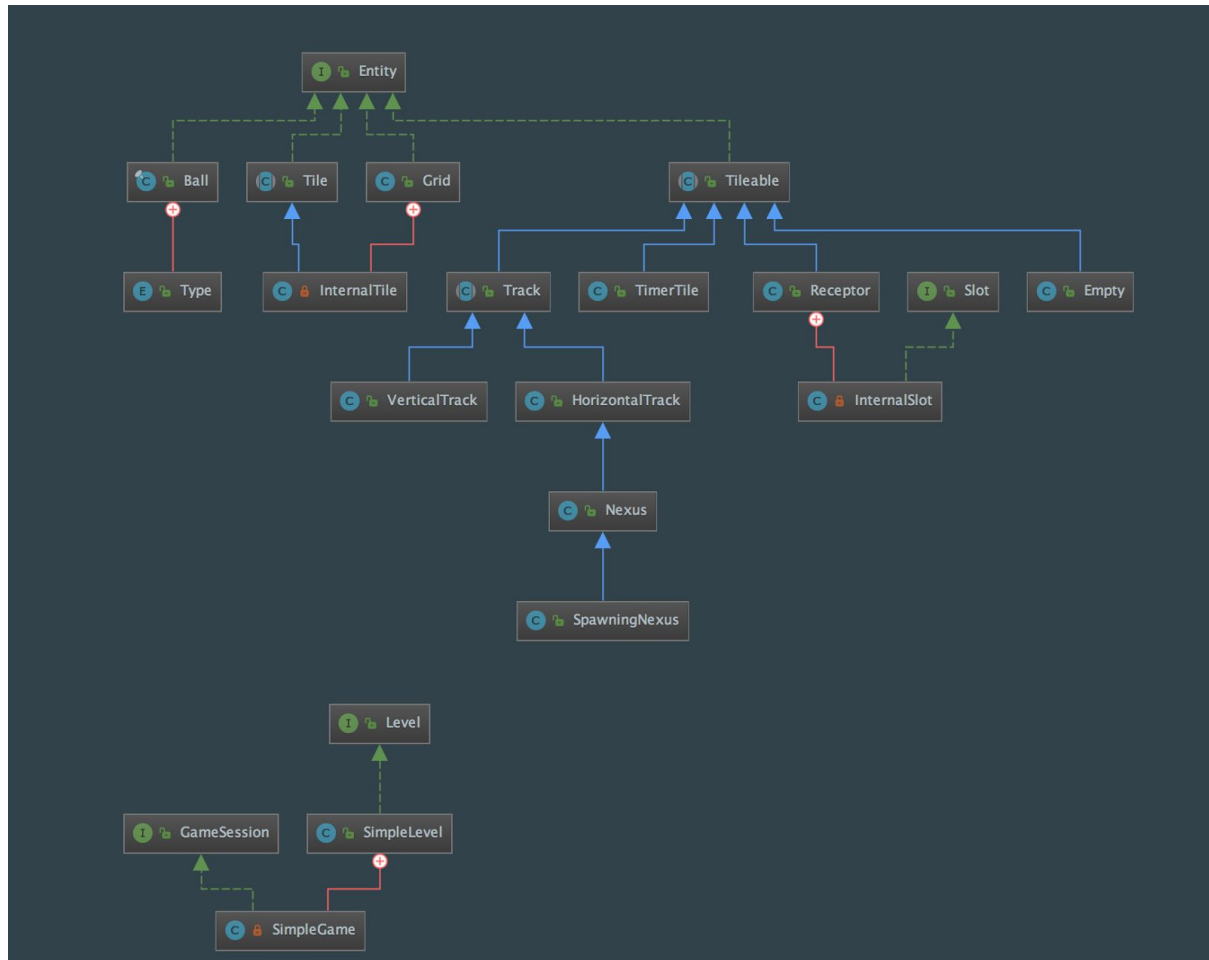 I Entity
C Ball
C Tile
C Grid
C Tileable
E Type
C InternalTile
C Track
C TimerTile
C Receptor
I Slot
C Empty
C VerticalTrack
C HorizontalTrack
C InternalSlot
C Nexus
C SpawningNexus
I Level
I GameSession
C SimpleLevel
C SimpleGame